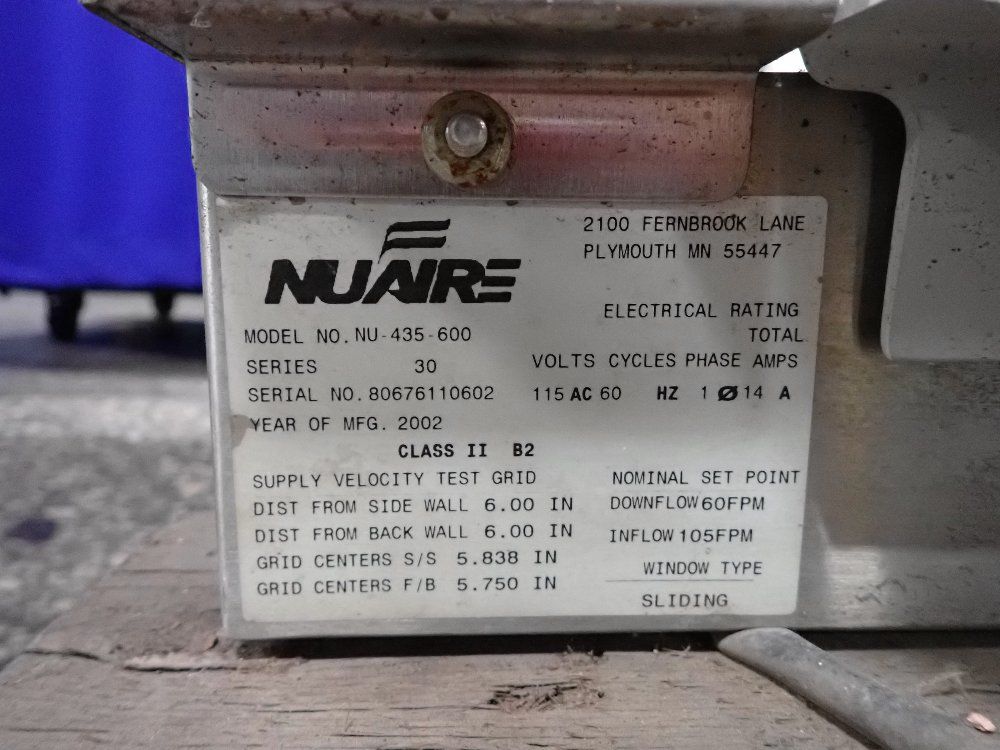 NUAIRE
2100 FERNBROOK LANE
PLYMOUTH MN 55447
ELECTRICAL RATING
TOTAL
VOLTS CYCLES PHASE AMPS
115 AC 60 HZ 1 Ø 14 A
MODEL NO. NU-435-600
SERIES 30
SERIAL NO. 80676110602
YEAR OF MFG. 2002
CLASS II B2
SUPPLY VELOCITY TEST GRID
DIST FROM SIDE WALL 6.00 IN
DIST FROM BACK WALL 6.00 IN
GRID CENTERS S/S 5.838 IN
GRID CENTERS F/B 5.750 IN
NOMINAL SET POINT
DOWNFLOW 60FPM
INFLOW 105FPM
WINDOW TYPE
SLIDING